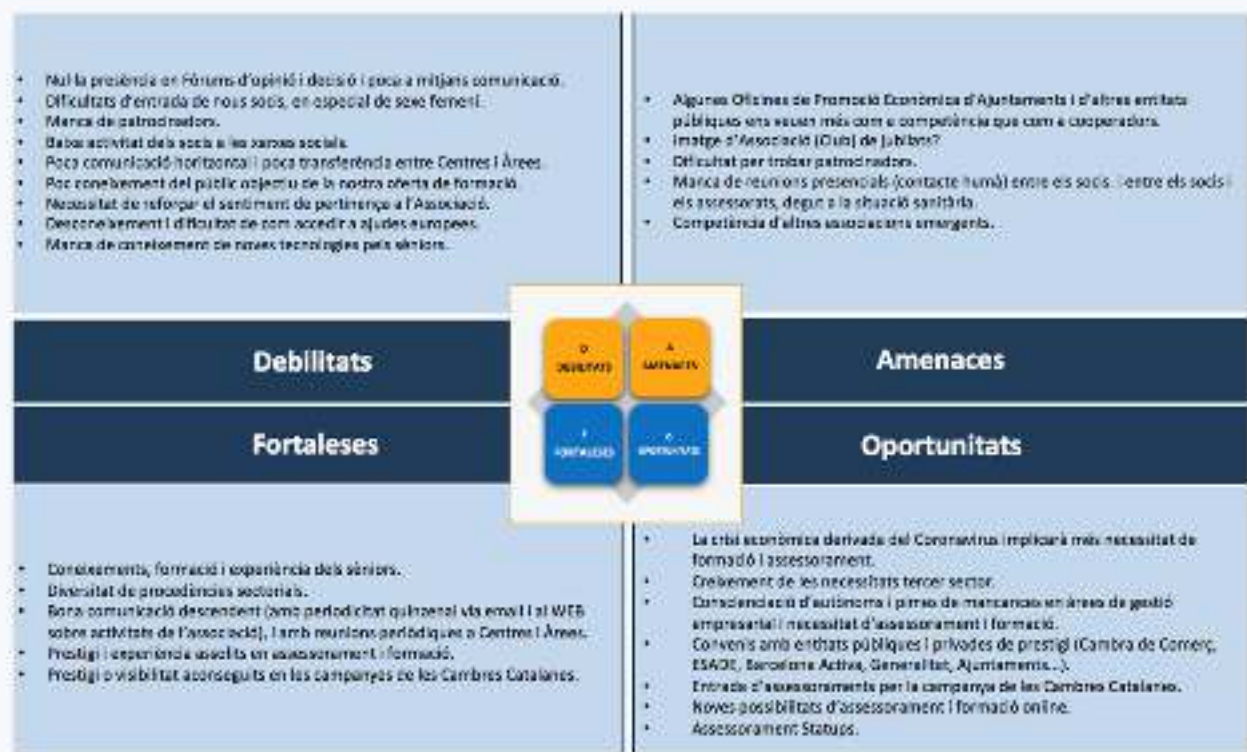 • Nul·la presència en Fòrums d'opinió i decisió i poca a mitjans comunicació.
• Dificultats d'entrada de nous socis, en especial de sexe femení.
• Manca de patrocinadors.
• Baixa activitat dels socis a les xarxes socials.
• Poca comunicació horitzontal i poca transferència entre Centres i Àrees.
• Poc coneixement del públic objectiu de la nostra oferta de formació.
• Necessitat de reforçar el sentiment de pertinença a l'Associació.
• Desconeixement i dificultat de com accedir a ajudes europees.
• Manca de coneixement de noves tecnologies pels sèniors.
• Algunes Oficines de Promoció Econòmica d'Ajuntaments i d'altres entitats
públiques ens veuen més com a competència que com a cooperadors.
• Imatge d'Associació (Club) de Jubilats?
• Dificultat per trobar patrocinadors.
• Manca de reunions presencials (contacte humà) entre els socis, i entre els socis i
els assessorats, degut a la situació sanitària.
• Competència d'altres associacions emergents.
Debilitats
Amenaces
D
DEBILITATS
A
F
FORTALESES
O
OPORTUNITATS
Fortaleses
Oportunitats
• Coneixements, formació i experiència dels sèniors.
• Diversitat de procedències sectorials.
• Bona comunicació descendent (amb periodicitat quinzenal via email i al WEB
sobre activitats de l'associació), i amb reunions periòdiques a Centres i Àrees.
• Prestigi i experiència assolits en assessorament i formació.
• Prestigi o visibilitat aconseguits en les campanyes de les Cambres Catalanes.
• La crisi econòmica derivada del Coronavirus implicarà més necessitat de
formació i assessorament.
• Creixement de les necessitats tercer sector.
• Conscienciació d'autònoms i pimes de mancances en àrees de gestió
empresarial i necessitat d'assessorament i formació.
• Convenis amb entitats públiques i privades de prestigi (Cambra de Comerç,
ESADE, Barcelona Activa, Generalitat, Ajuntaments...).
• Entrada d'assessoraments per la campanya de les Cambres Catalanes.
• Noves possibilitats d'assessorament i formació online.
• Assessorament Statups.